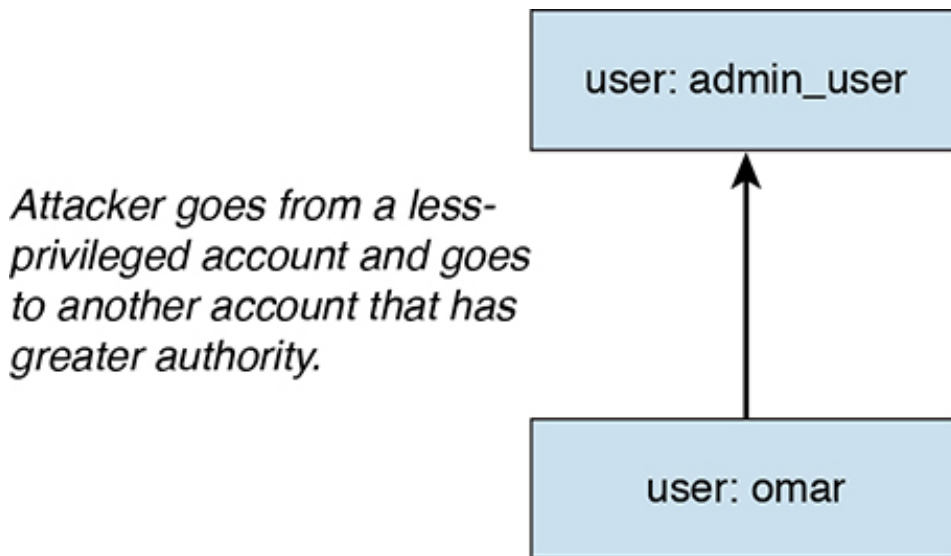 user: admin_user
Attacker goes from a less-
privileged account and goes
to another account that has
greater authority.
user: omar